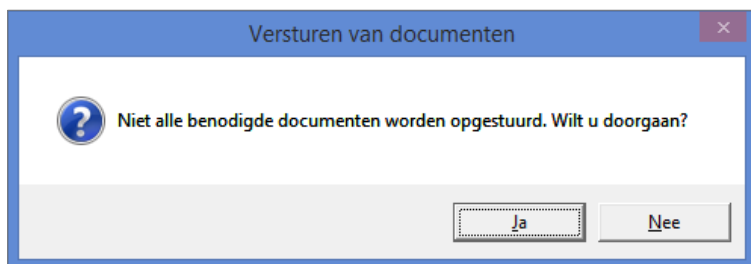 Versturen van documenten
Niet alle benodigde documenten worden opgestuurd. Wilt u doorgaan?
Ja
Nee